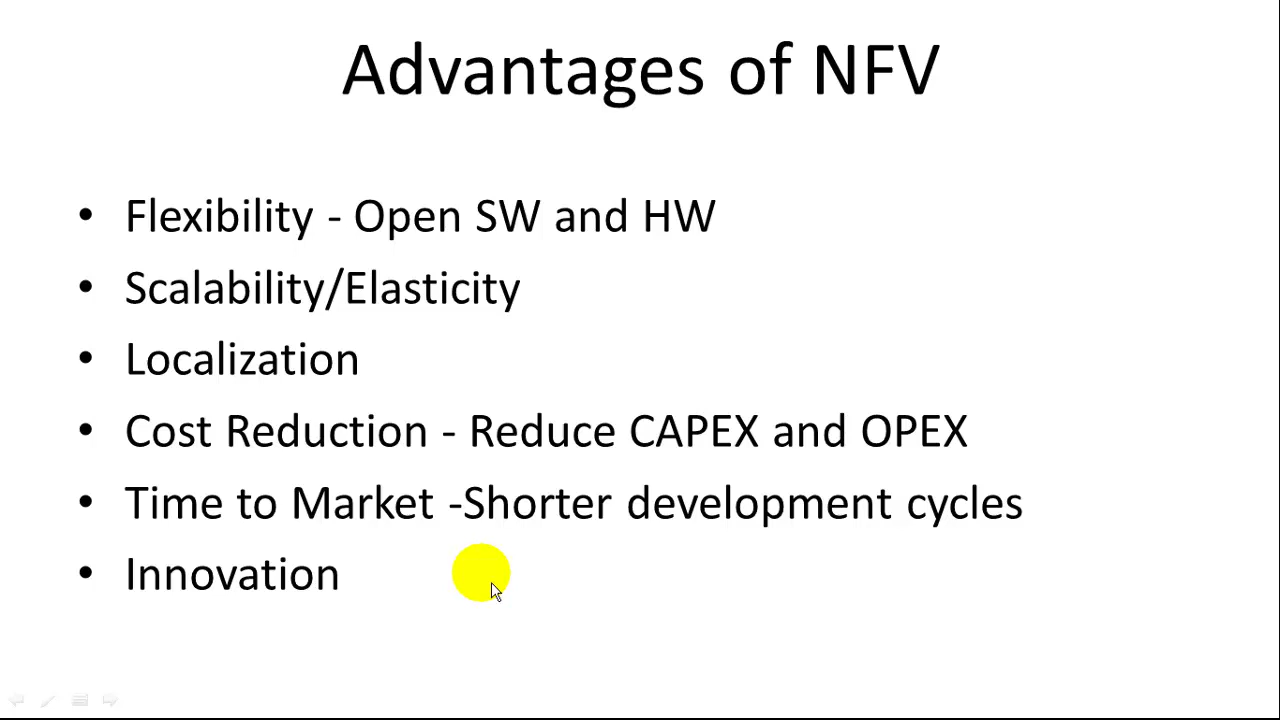 Advantages of NFV
• Flexibility - Open SW and HW
• Scalability/Elasticity
• Localization
• Cost Reduction - Reduce CAPEX and OPEX
• Time to Market -Shorter development cycles
• Innovation